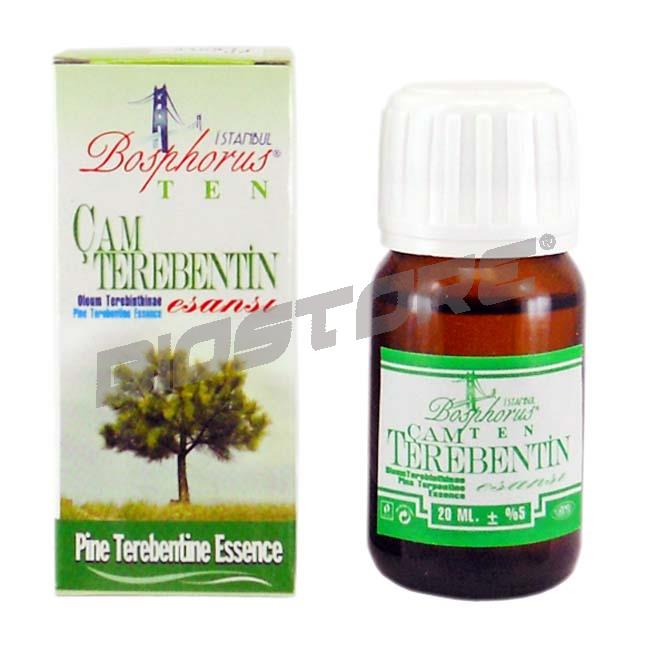 İSTANBUL
Bosphorus®
TEN
ÇAM
TEREBENTİN
Oleum Terebinthinae
Pine Terebentine Essence
esansı
Pine Terebentine Essence
BIOSTORE®
İSTANBUL
Bosphorus®
ÇAM TEN
TEREBENTİN
Oleum Terebinthinae
Pine Terpentine
Essence
esansı
20 ML. ± %5